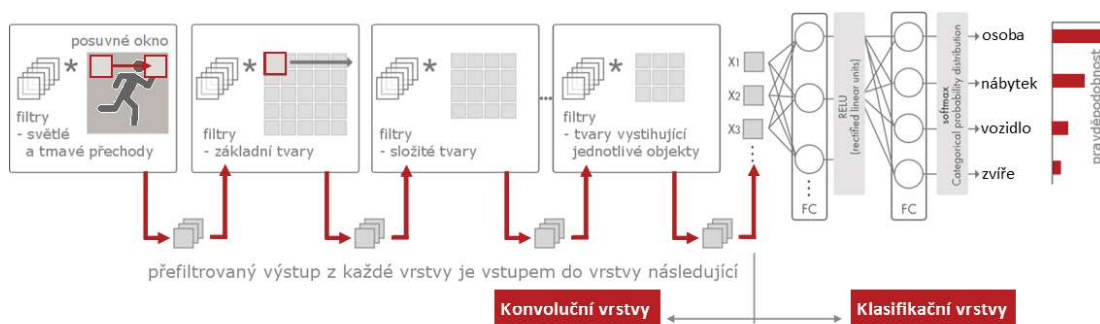 posuvné okno
*
filtry
- světlé
a tmavé přechody
*
filtry
- základní tvary
*
filtry
- složité tvary
...
*
filtry
- tvary vystihující
jednotlivé objekty
X1
X2
X3
FC
RELU
(rectified linear units)
FC
softmax
Categorical probability distribution
osoba
nábytek
vozidlo
zvíře
pravděpodobnost
přefiltrovaný výstup z každé vrstvy je vstupem do vrstvy následující
Konvoluční vrstvy
Klasifikační vrstvy